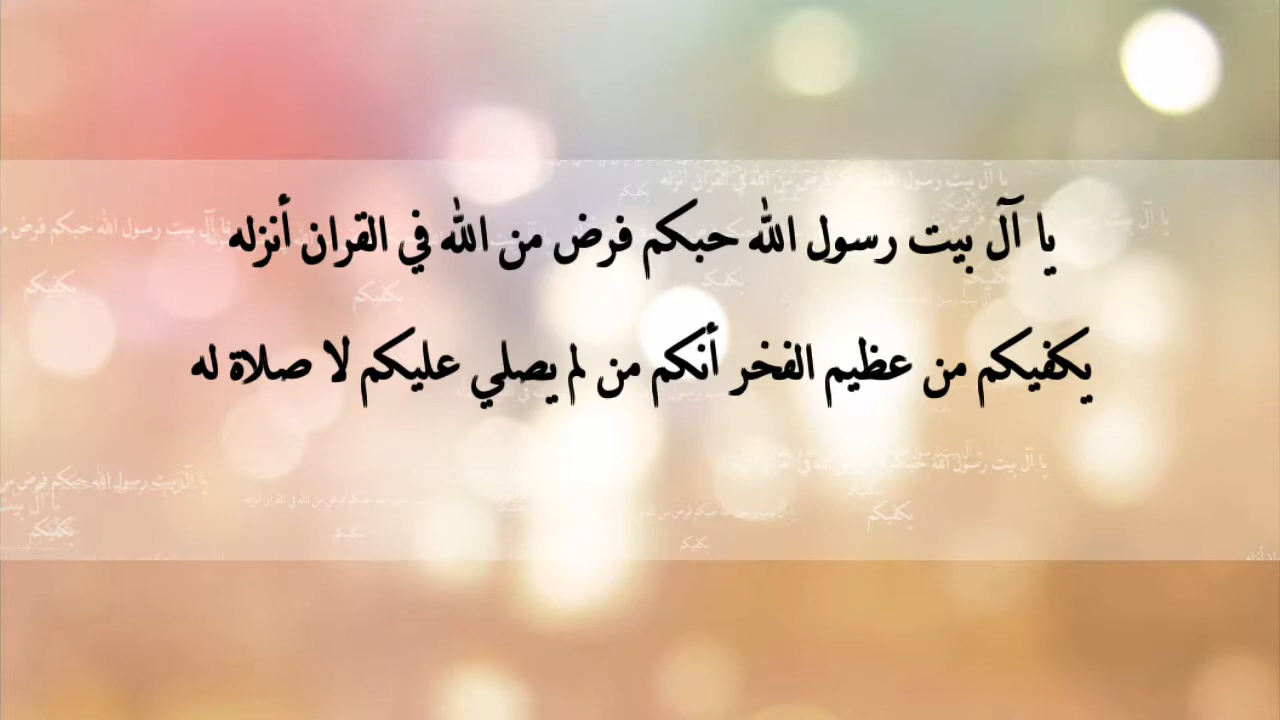 يا آل بيت رسول الله حبكم فرض من الله في القران أنزله
يكفيكم من عظيم الفخر أنكم من لم يصلي عليكم لا صلاة له